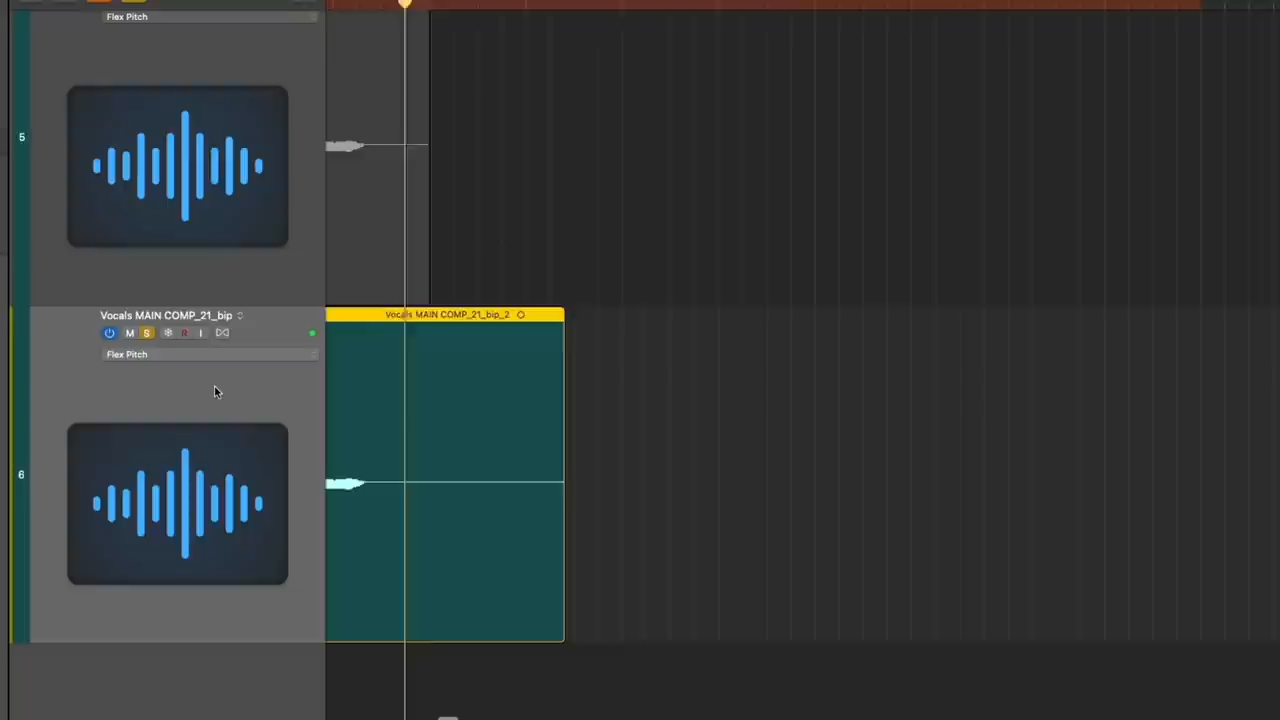 Flex Pitch
5
Vocals MAIN COMP_21_bip
Vocals MAIN COMP_21_bip_2
M S R I
Flex Pitch
6